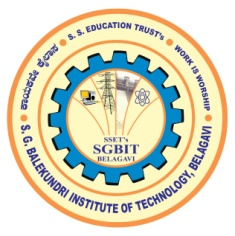 ಕಾಯಕವೇ ಕೈಲಾಸ
S. S. EDUCATION TRUST's
WORK IS WORSHIP
SSET's
SGBIT
BELAGAVI
S. G. BALEKUNDRI INSTITUTE OF TECHNOLOGY, BELAGAVI